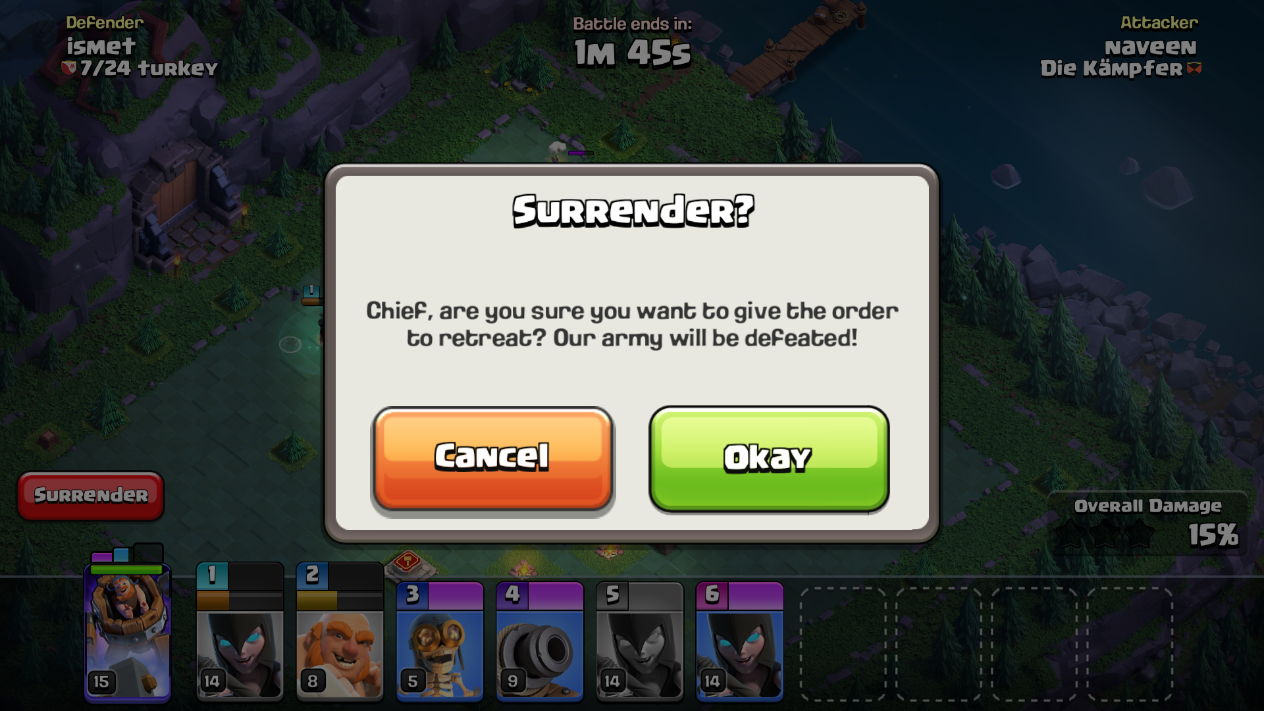 Defender
ismet
7/24 turkey
Battle ends in:
1m 45s
Attacker
naveen
Die Kämpfer
Surrender?
Chief, are you sure you want to give the order
to retreat? Our army will be defeated!
Cancel
Okay
1
Surrender
Overall Damage
15%
1
2
3
4
5
6
15
14
8
5
9
14
14